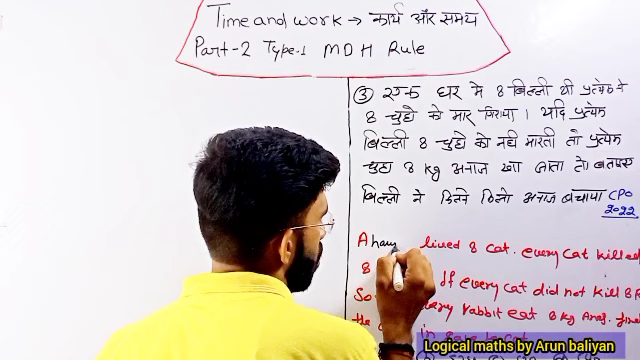 Time and work → कार्य और समय
Part-2 Type-1 MDH Rule
③ एक घर मे 8 बिल्ली थी प्रत्येक ने
8 चुहो को मार गिराया । यदि प्रत्येक
बिल्ली 8 चुहो को नही मारती तो प्रत्येक
चुहा 8 kg अनाज खा जाता तो बताए
बिल्ली ने कितने किलो अनाज बचाया CPO
2022
A hau lived 8 cat. every cat killed
8 If every cat did not kill 8
So every rabbit eat 8 kg
the
Logical maths by Arun baliyan